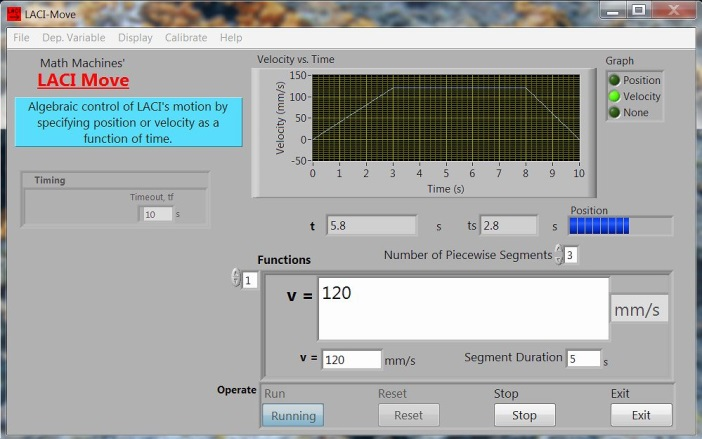 LACI-Move
File Dep. Variable Display Calibrate Help
Math Machines'
LACI Move
Algebraic control of LACI's motion by
specifying position or velocity as a
function of time.
Timing
Timeout, tf
10 s
Velocity vs. Time
Velocity (mm/s)
150
100
50
0
-50
0 1 2 3 4 5 6 7 8 9 10
Time (s)
Graph
Position
Velocity
None
t 5.8 s ts 2.8 s
Position
Number of Piecewise Segments 3
Functions
1
v = 120 mm/s
v = 120 mm/s Segment Duration 5 s
Operate
Run Reset Stop Exit
Running Reset Stop Exit